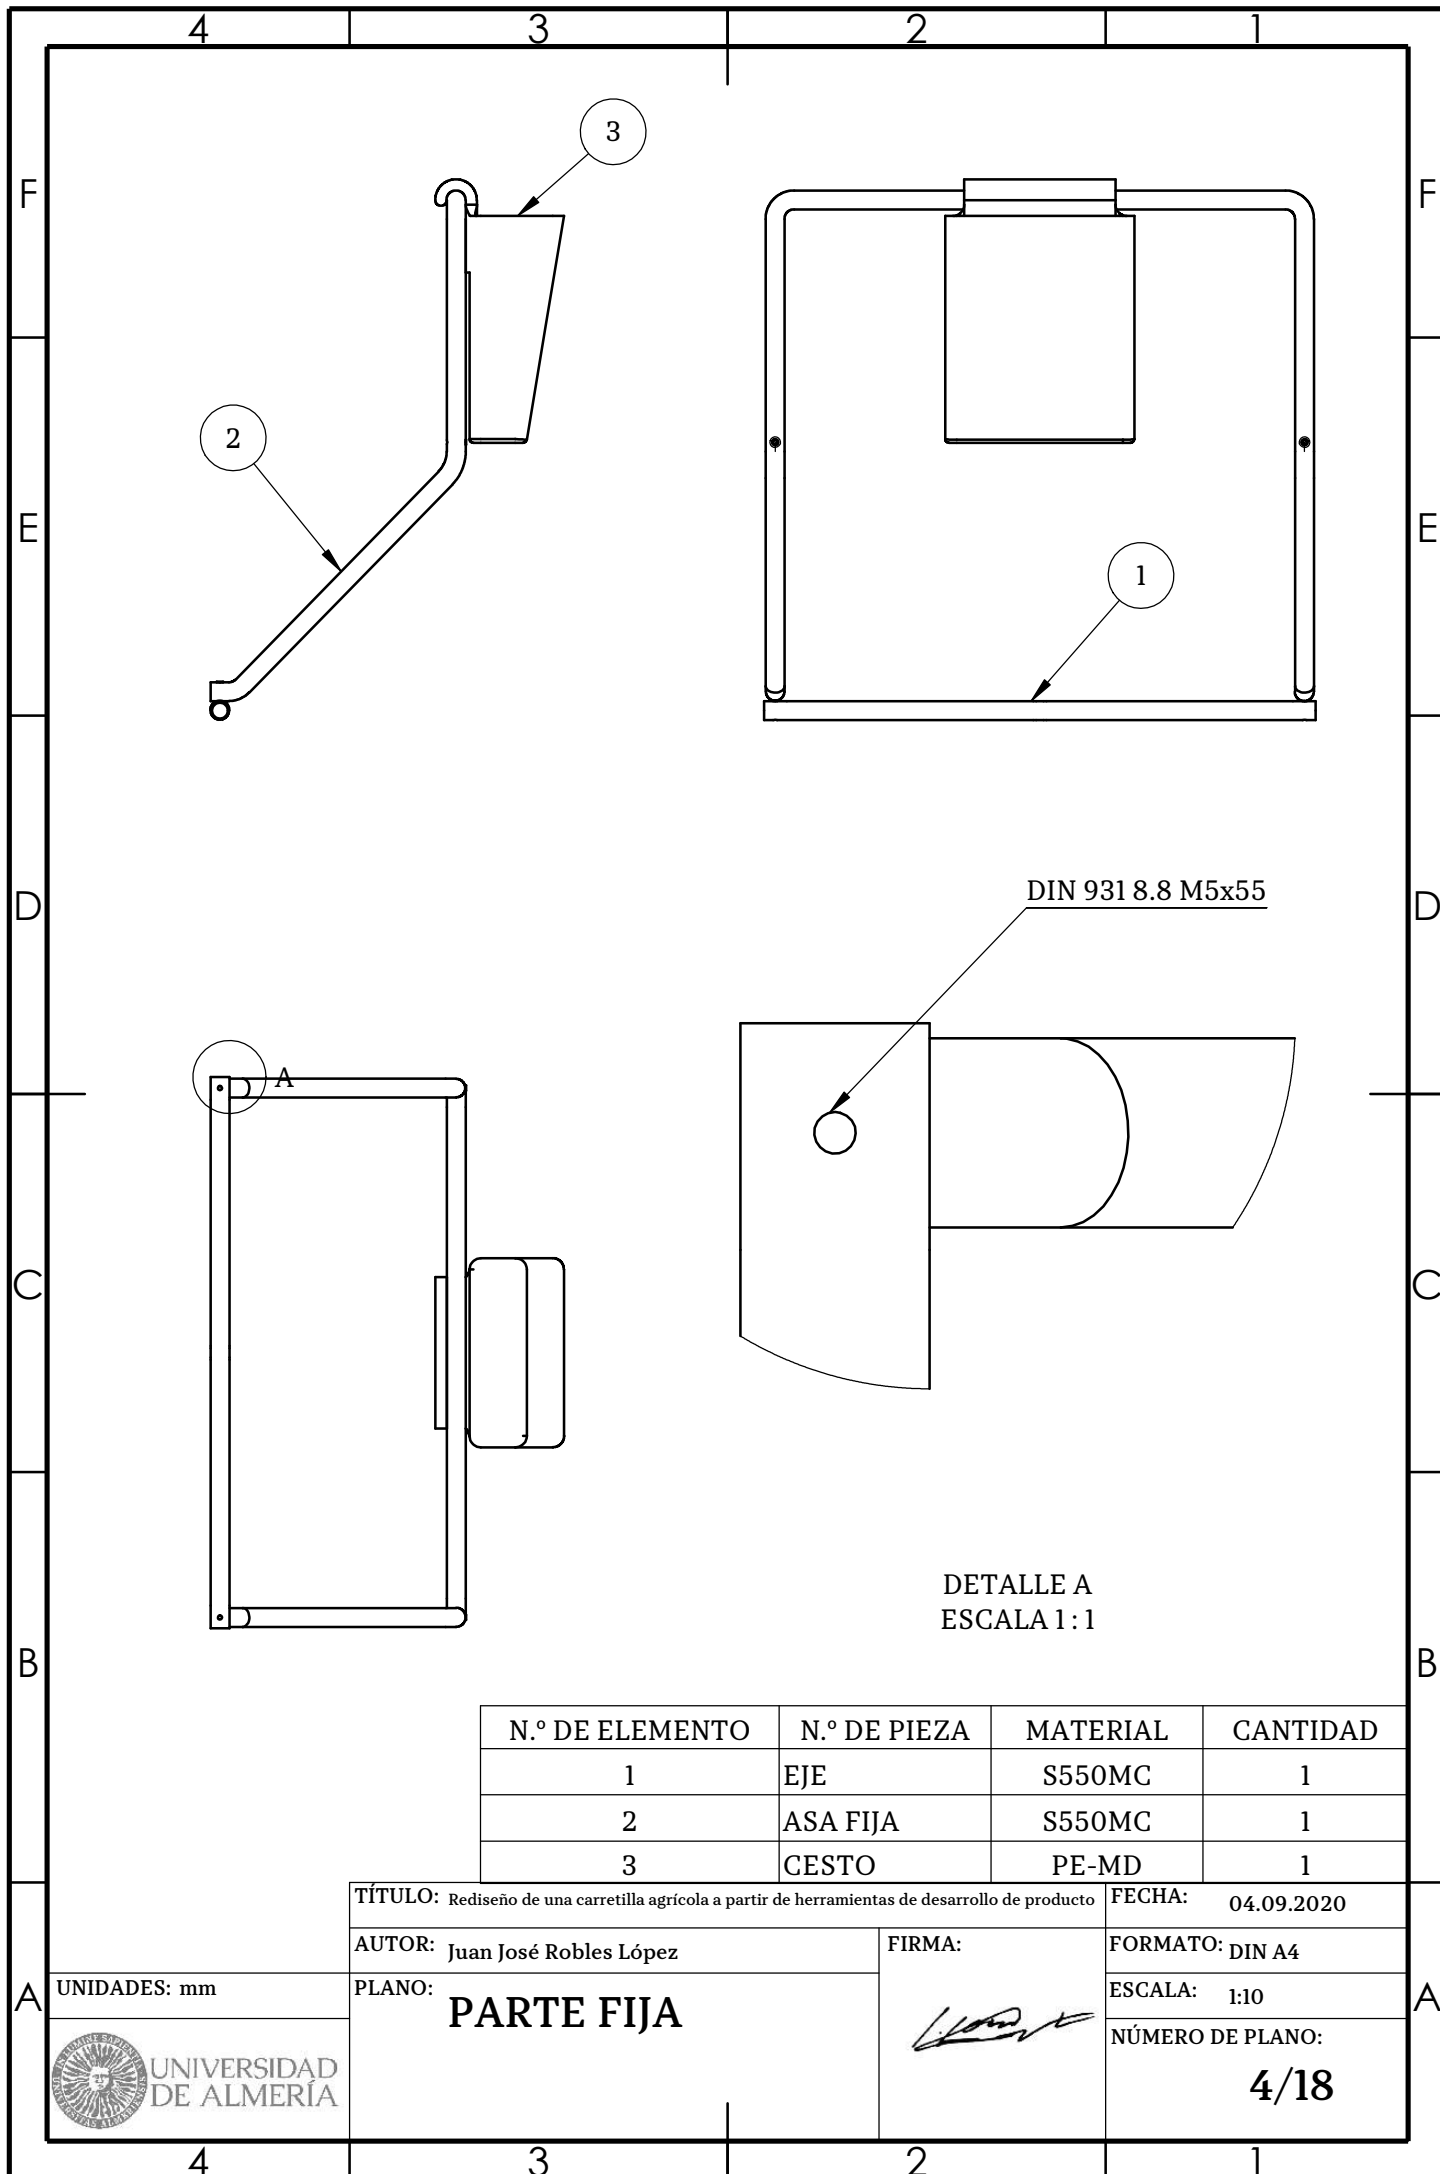 4 3 2 1
3
F F
2
E E
1
DIN 931 8.8 M5x55
D D
A
C C
DETALLE A
ESCALA 1 : 1
B B
N.º DE ELEMENTO N.º DE PIEZA MATERIAL CANTIDAD
1 EJE S550MC 1
2 ASA FIJA S550MC 1
3 CESTO PE-MD 1
TÍTULO: Rediseño de una carretilla agrícola a partir de herramientas de desarrollo de producto FECHA: 04.09.2020
AUTOR: Juan José Robles López FIRMA: FORMATO: DIN A4
A UNIDADES: mm PLANO: PARTE FIJA ESCALA: 1:10 A
NÚMERO DE PLANO:
4/18
UNIVERSIDAD
DE ALMERÍA
4 3 2 1